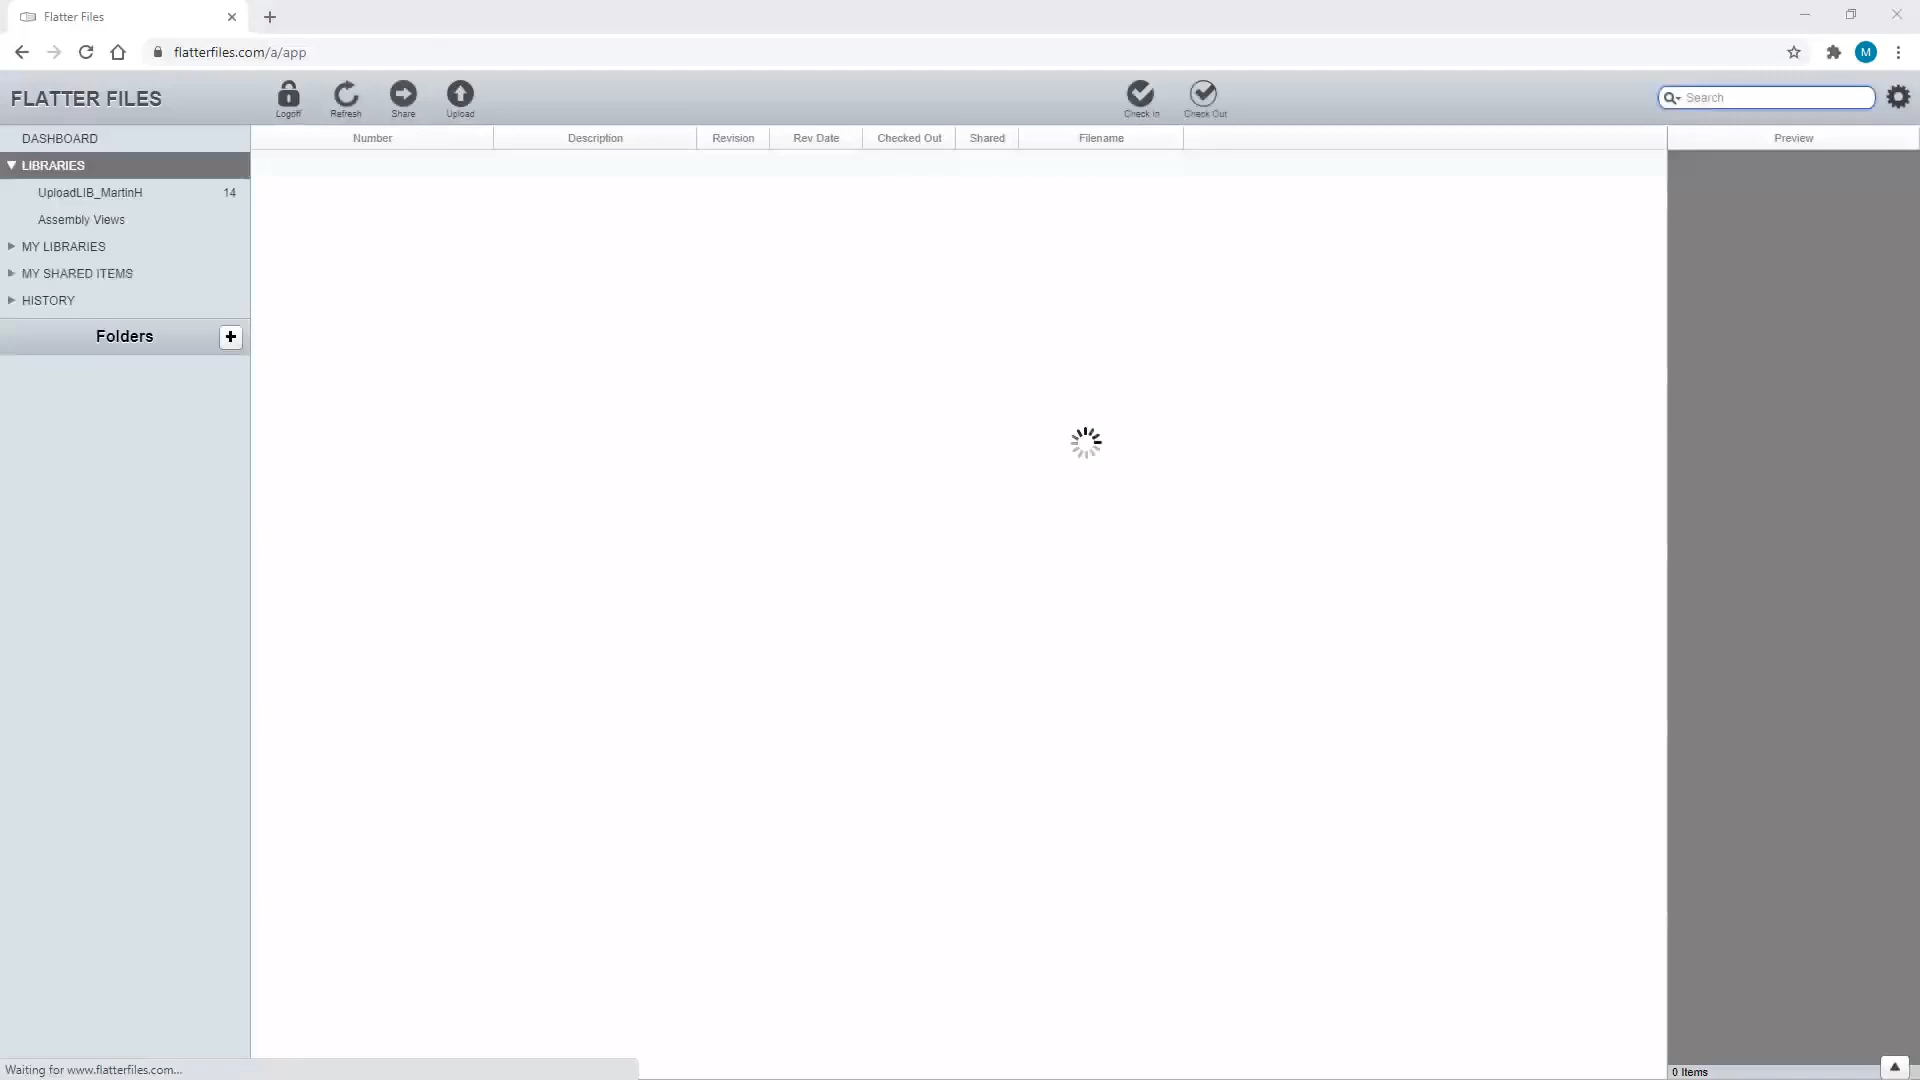 Flatter Files
flatterfiles.com/a/app
M
FLATTER FILES
Logoff
Refresh
Share
Upload
Check In
Check Out
Search
DASHBOARD
LIBRARIES
UploadLIB_MartinH 14
Assembly Views
MY LIBRARIES
MY SHARED ITEMS
HISTORY
Folders
Number Description Revision Rev Date Checked Out Shared Filename
Preview
Waiting for www.flatterfiles.com...
0 Items